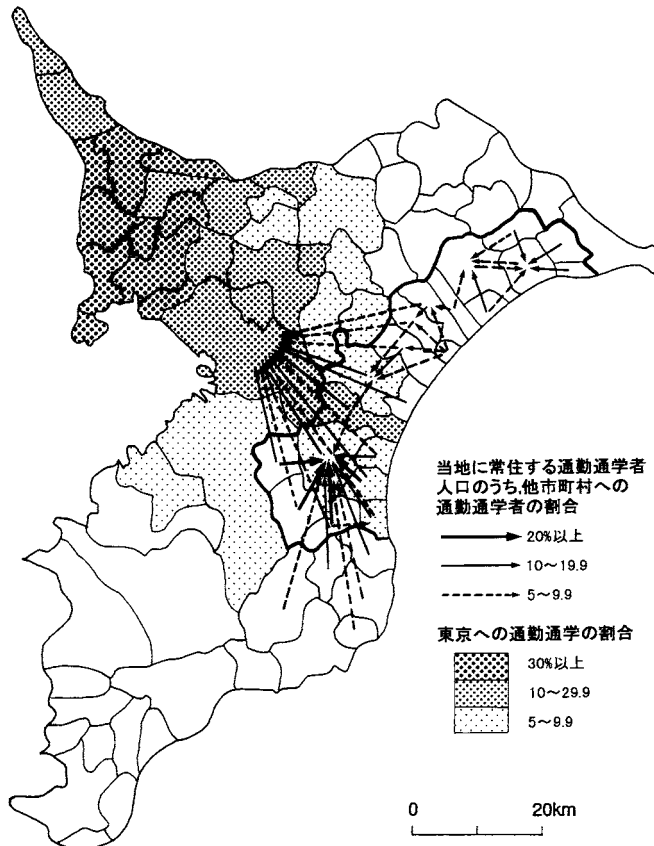 当地に常住する通勤通学者
人口のうち,他市町村への
通勤通学者の割合
20%以上
10〜19.9
5〜9.9
東京への通勤通学の割合
30%以上
10〜29.9
5〜9.9
0 20km